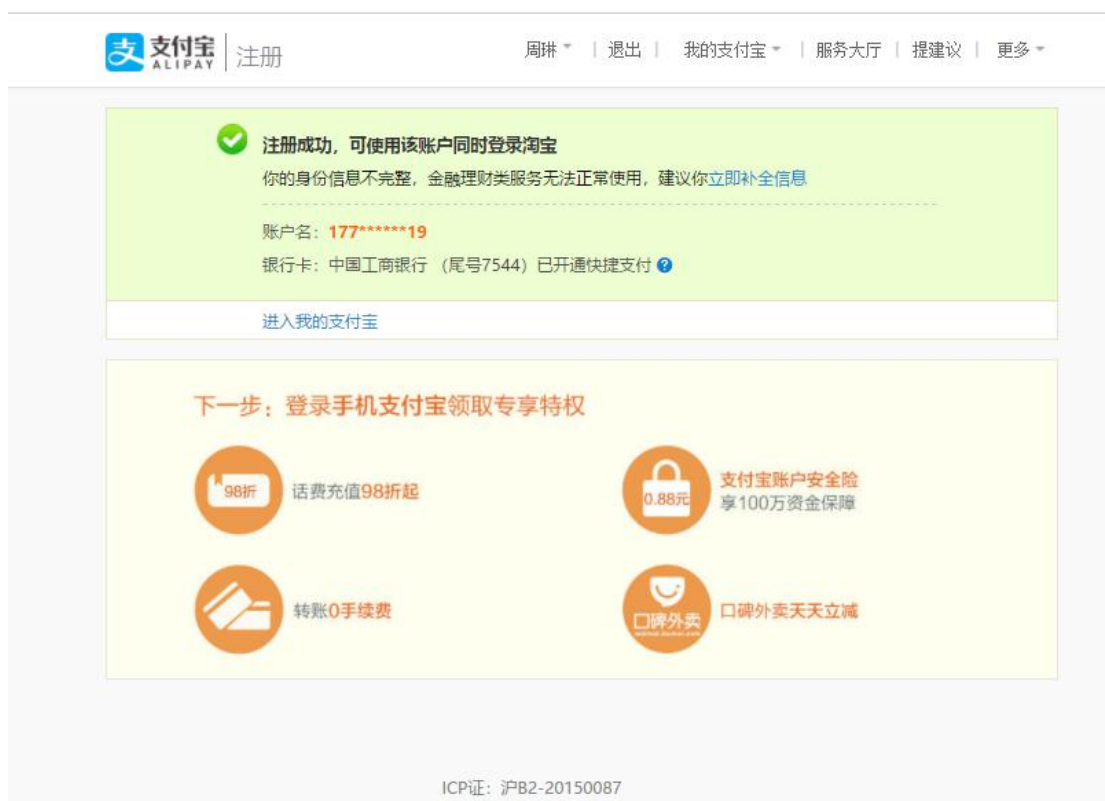 支付宝 ALIPAY 注册 周琳 退出 我的支付宝 服务大厅 提建议 更多
注册成功，可使用该账户同时登录淘宝
你的身份信息不完整，金融理财类服务无法正常使用，建议你立即补全信息
账户名：177******19
银行卡：中国工商银行 （尾号7544）已开通快捷支付
进入我的支付宝
下一步：登录手机支付宝领取专享特权
98折 话费充值98折起
0.88元 支付宝账户安全险
享100万资金保障
转账0手续费
口碑外卖 口碑外卖天天立减
ICP证：沪B2-20150087